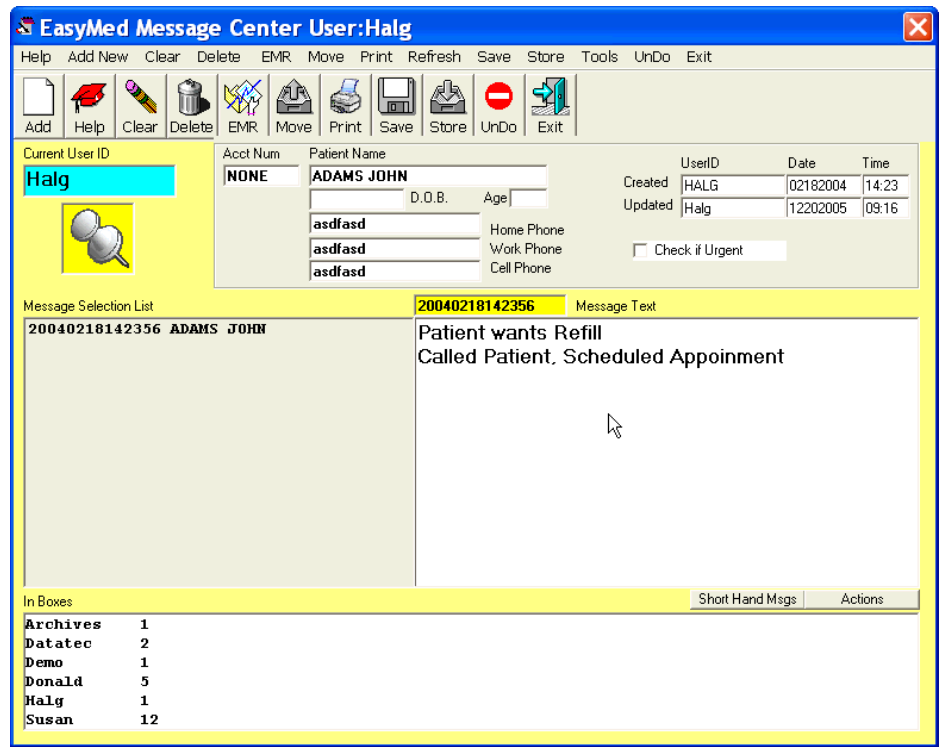 EasyMed Message Center User:Halg
Help Add New Clear Delete EMR Move Print Refresh Save Store Tools UnDo Exit
Add Help Clear Delete EMR Move Print Save Store UnDo Exit
Current User ID
Halg
Acct Num Patient Name
NONE ADAMS JOHN
D.O.B. Age
asdfasd Home Phone
asdfasd Work Phone
asdfasd Cell Phone
UserID Date Time
Created HALG 02182004 14:23
Updated Halg 12202005 09:16
Check if Urgent
Message Selection List
20040218142356 Message Text
20040218142356 ADAMS JOHN
Patient wants Refill
Called Patient, Scheduled Appoinment
In Boxes
Short Hand Msgs Actions
Archives 1
Datatec 2
Demo 1
Donald 5
Halg 1
Susan 12